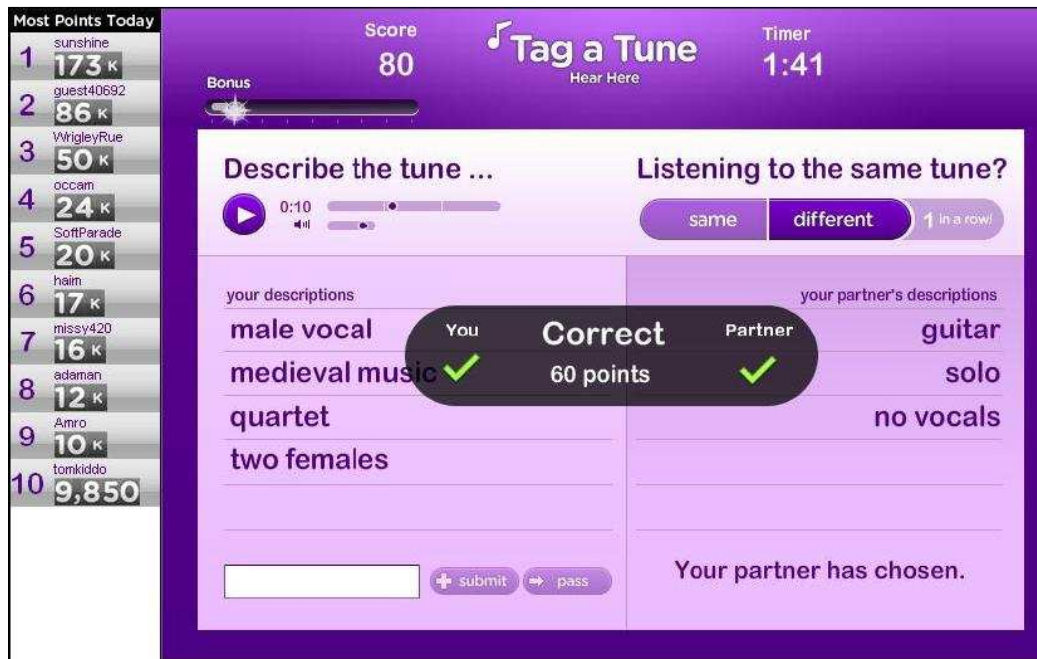 Most Points Today
1 sunshine
173 K
2 guest40692
86 K
3 WrigleyRue
50 K
4 occam
24 K
5 SoftParade
20 K
6 haim
17 K
7 missy420
16 K
8 adaman
12 K
9 Amro
10 K
10 tomkiddo
9,850
Score
80
Tag a Tune
Hear Here
Timer
1:41
Bonus
Describe the tune ...
0:10
Listening to the same tune?
same different 1 in a row!
your descriptions
male vocal
medieval music
quartet
two females
You Correct Partner
60 points
your partner's descriptions
guitar
solo
no vocals
submit pass
Your partner has chosen.